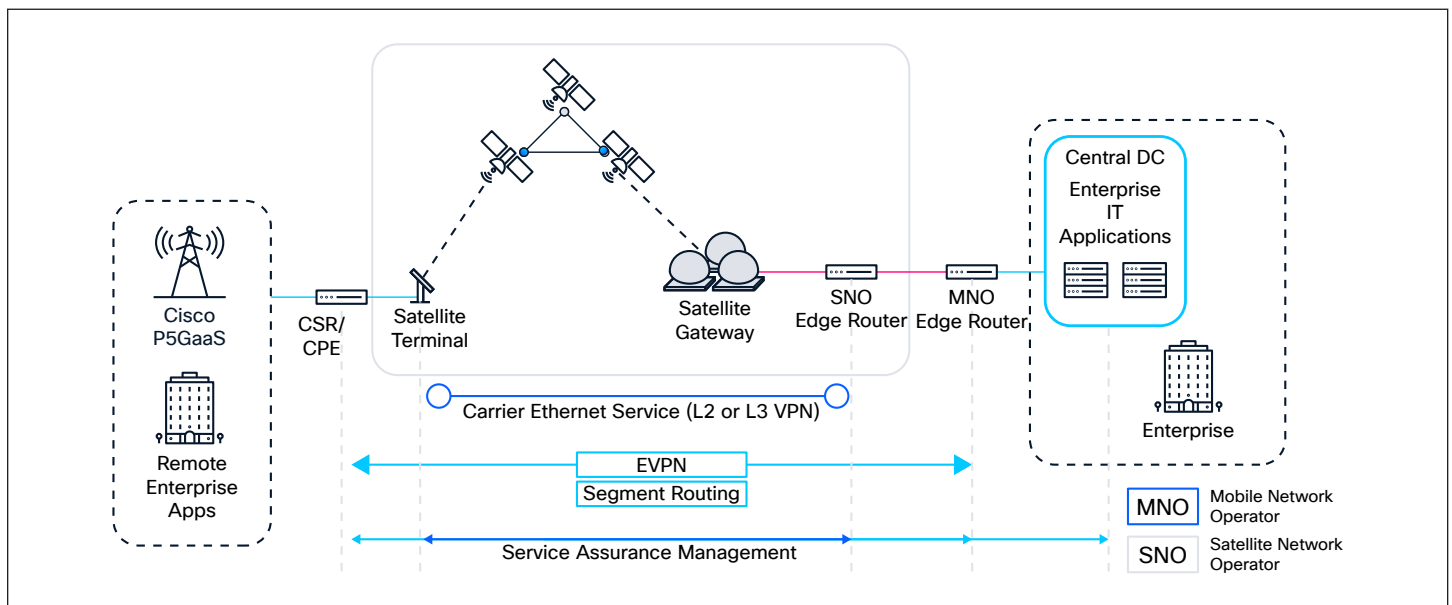 Cisco
P5GaaS
Remote
Enterprise
Apps
CSR/
CPE
Satellite
Terminal
Satellite
Gateway
SNO
Edge Router
MNO
Edge Router
Central DC
Enterprise
IT
Applications
Enterprise
Carrier Ethernet Service (L2 or L3 VPN)
EVPN
Segment Routing
Service Assurance Management
MNO
Mobile Network
Operator
SNO
Satellite Network
Operator